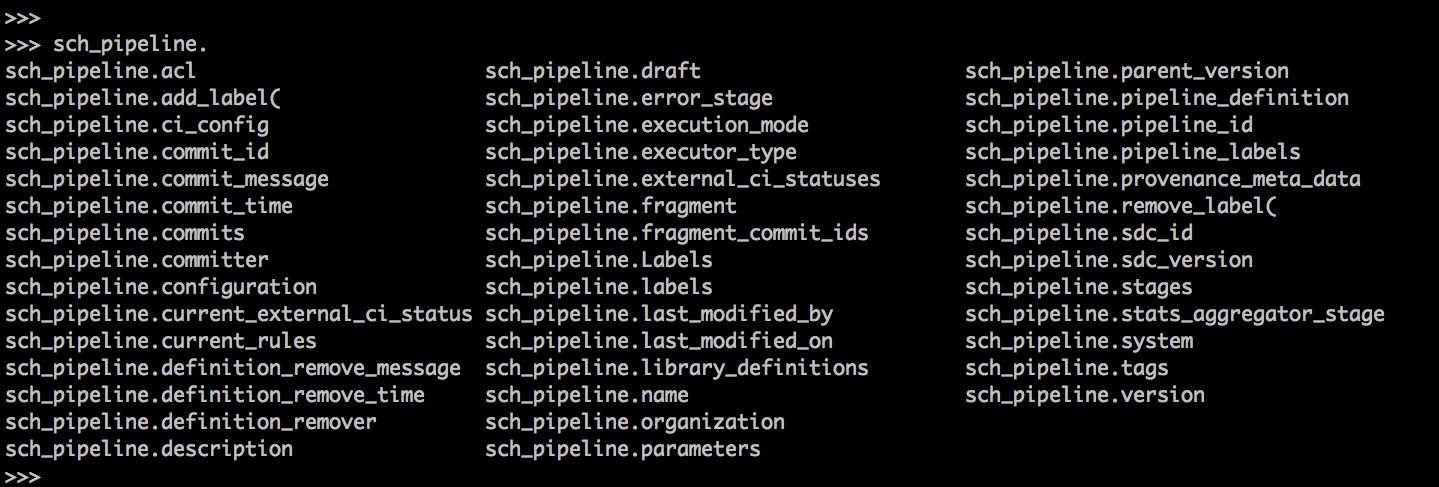 >>>
>>> sch_pipeline.
sch_pipeline.acl sch_pipeline.draft sch_pipeline.parent_version
sch_pipeline.add_label( sch_pipeline.error_stage sch_pipeline.pipeline_definition
sch_pipeline.ci_config sch_pipeline.execution_mode sch_pipeline.pipeline_id
sch_pipeline.commit_id sch_pipeline.executor_type sch_pipeline.pipeline_labels
sch_pipeline.commit_message sch_pipeline.external_ci_statuses sch_pipeline.provenance_meta_data
sch_pipeline.commit_time sch_pipeline.fragment sch_pipeline.remove_label(
sch_pipeline.commits sch_pipeline.fragment_commit_ids sch_pipeline.sdc_id
sch_pipeline.committer sch_pipeline.Labels sch_pipeline.sdc_version
sch_pipeline.configuration sch_pipeline.labels sch_pipeline.stages
sch_pipeline.current_external_ci_status sch_pipeline.last_modified_by sch_pipeline.stats_aggregator_stage
sch_pipeline.current_rules sch_pipeline.last_modified_on sch_pipeline.system
sch_pipeline.definition_remove_message sch_pipeline.library_definitions sch_pipeline.tags
sch_pipeline.definition_remove_time sch_pipeline.name sch_pipeline.version
sch_pipeline.definition_remover sch_pipeline.organization
sch_pipeline.description sch_pipeline.parameters
>>>